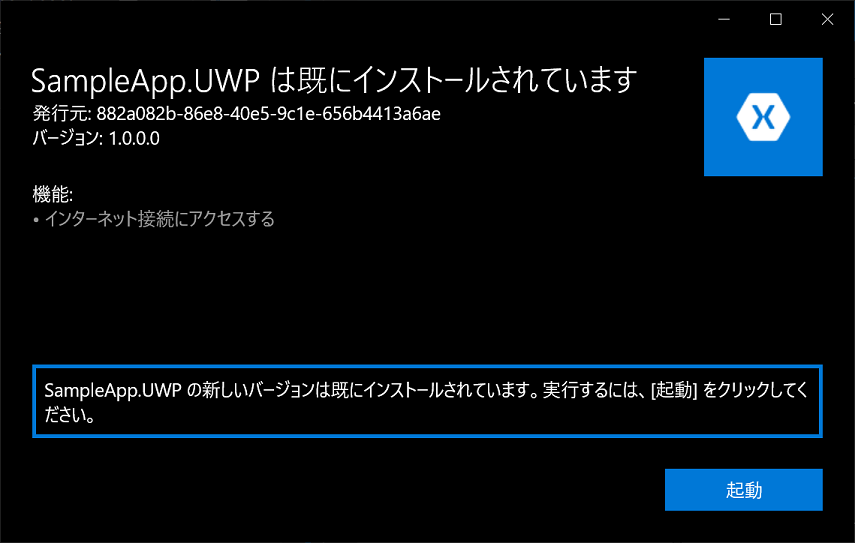 SampleApp.UWP は既にインストールされています
発行元: 882a082b-86e8-40e5-9c1e-656b4413a6ae
バージョン: 1.0.0.0
機能:
• インターネット接続にアクセスする
SampleApp.UWP の新しいバージョンは既にインストールされています。実行するには、[起動] をクリックしてく
ださい。
起動